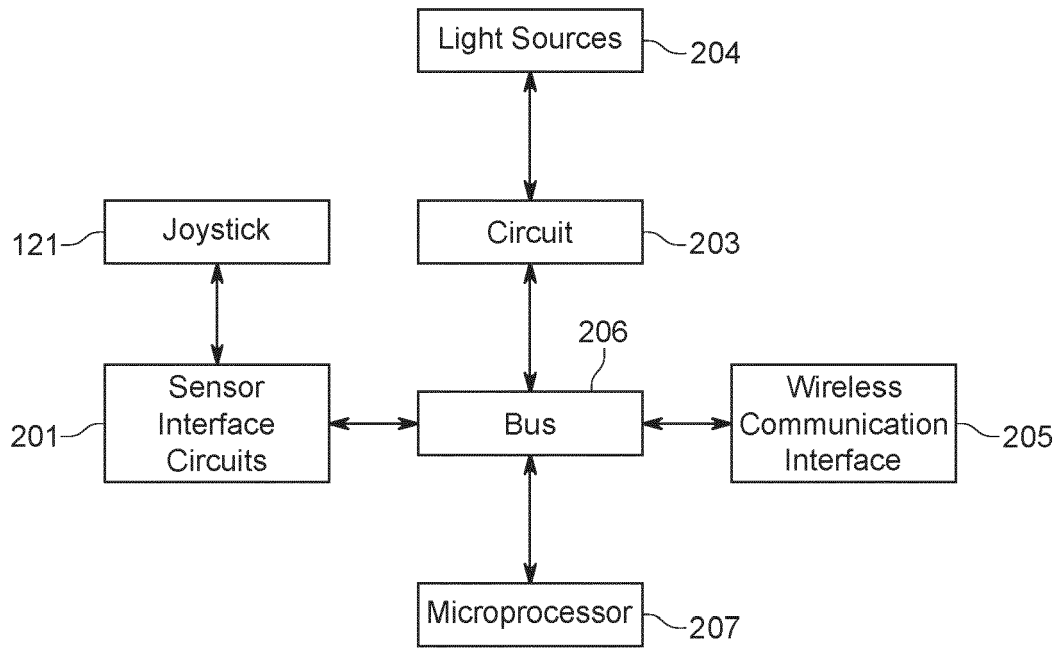 Light Sources
204
Joystick
121
Circuit
203
206
Sensor
Interface
Circuits
201
Bus
Wireless
Communication
Interface
205
Microprocessor
207